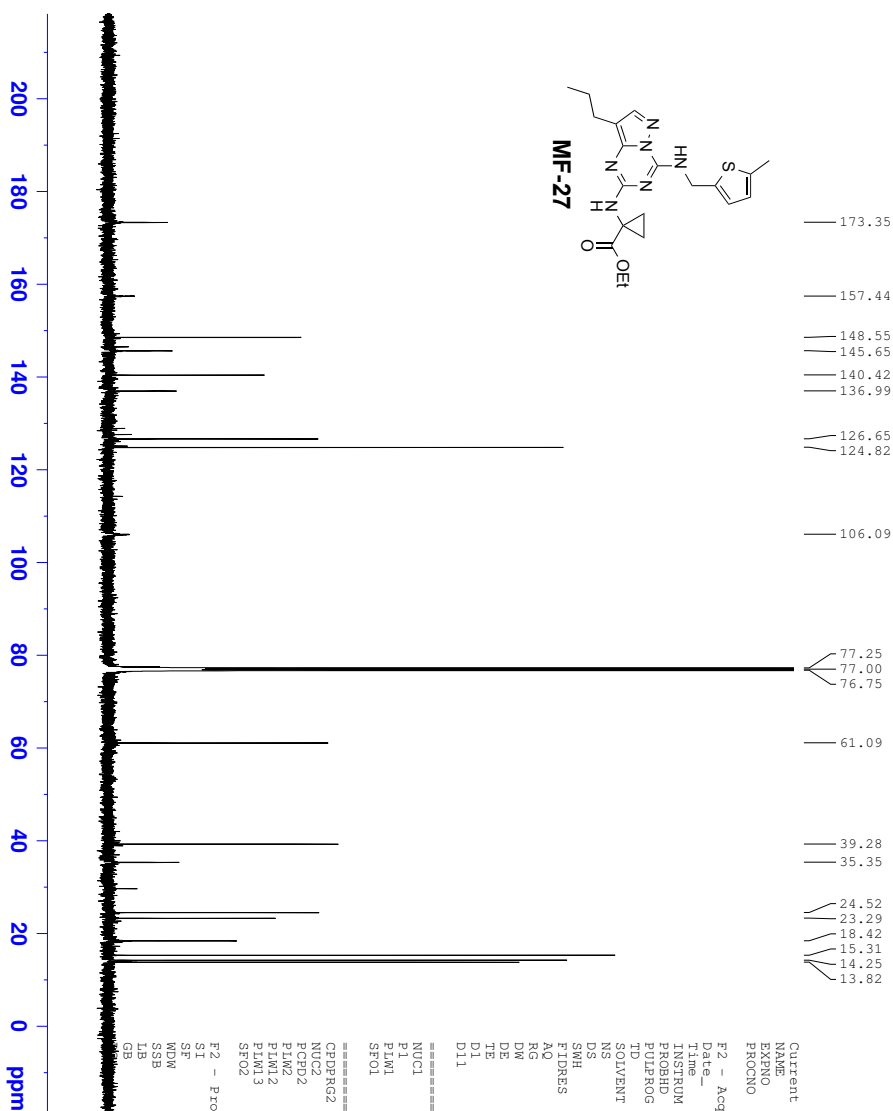 173.35
157.44
148.55
145.65
140.42
136.99
126.65
124.82
106.09
77.25
77.00
76.75
61.09
39.28
35.35
24.52
23.29
18.42
15.31
14.25
13.82
S
HN
N
N
N
N
N
H
O
OEt
MF-27
Current
NAME
EXPNO
PROCNO
F2 - Acq
Date_
Time
INSTRUM
PROBHD
PULPROG
TD
SOLVENT
NS
DS
SWH
FIDRES
AQ
RG
DW
DE
TE
D1
D11
========
NUC1
P1
PLW1
SFO1
========
CPDPRG2
NUC2
PCPD2
PLW2
PLW12
PLW13
SFO2
F2 - Pro
SI
SF
WDW
SSB
LB
GB
200 180 160 140 120 100 80 60 40 20 0 ppm